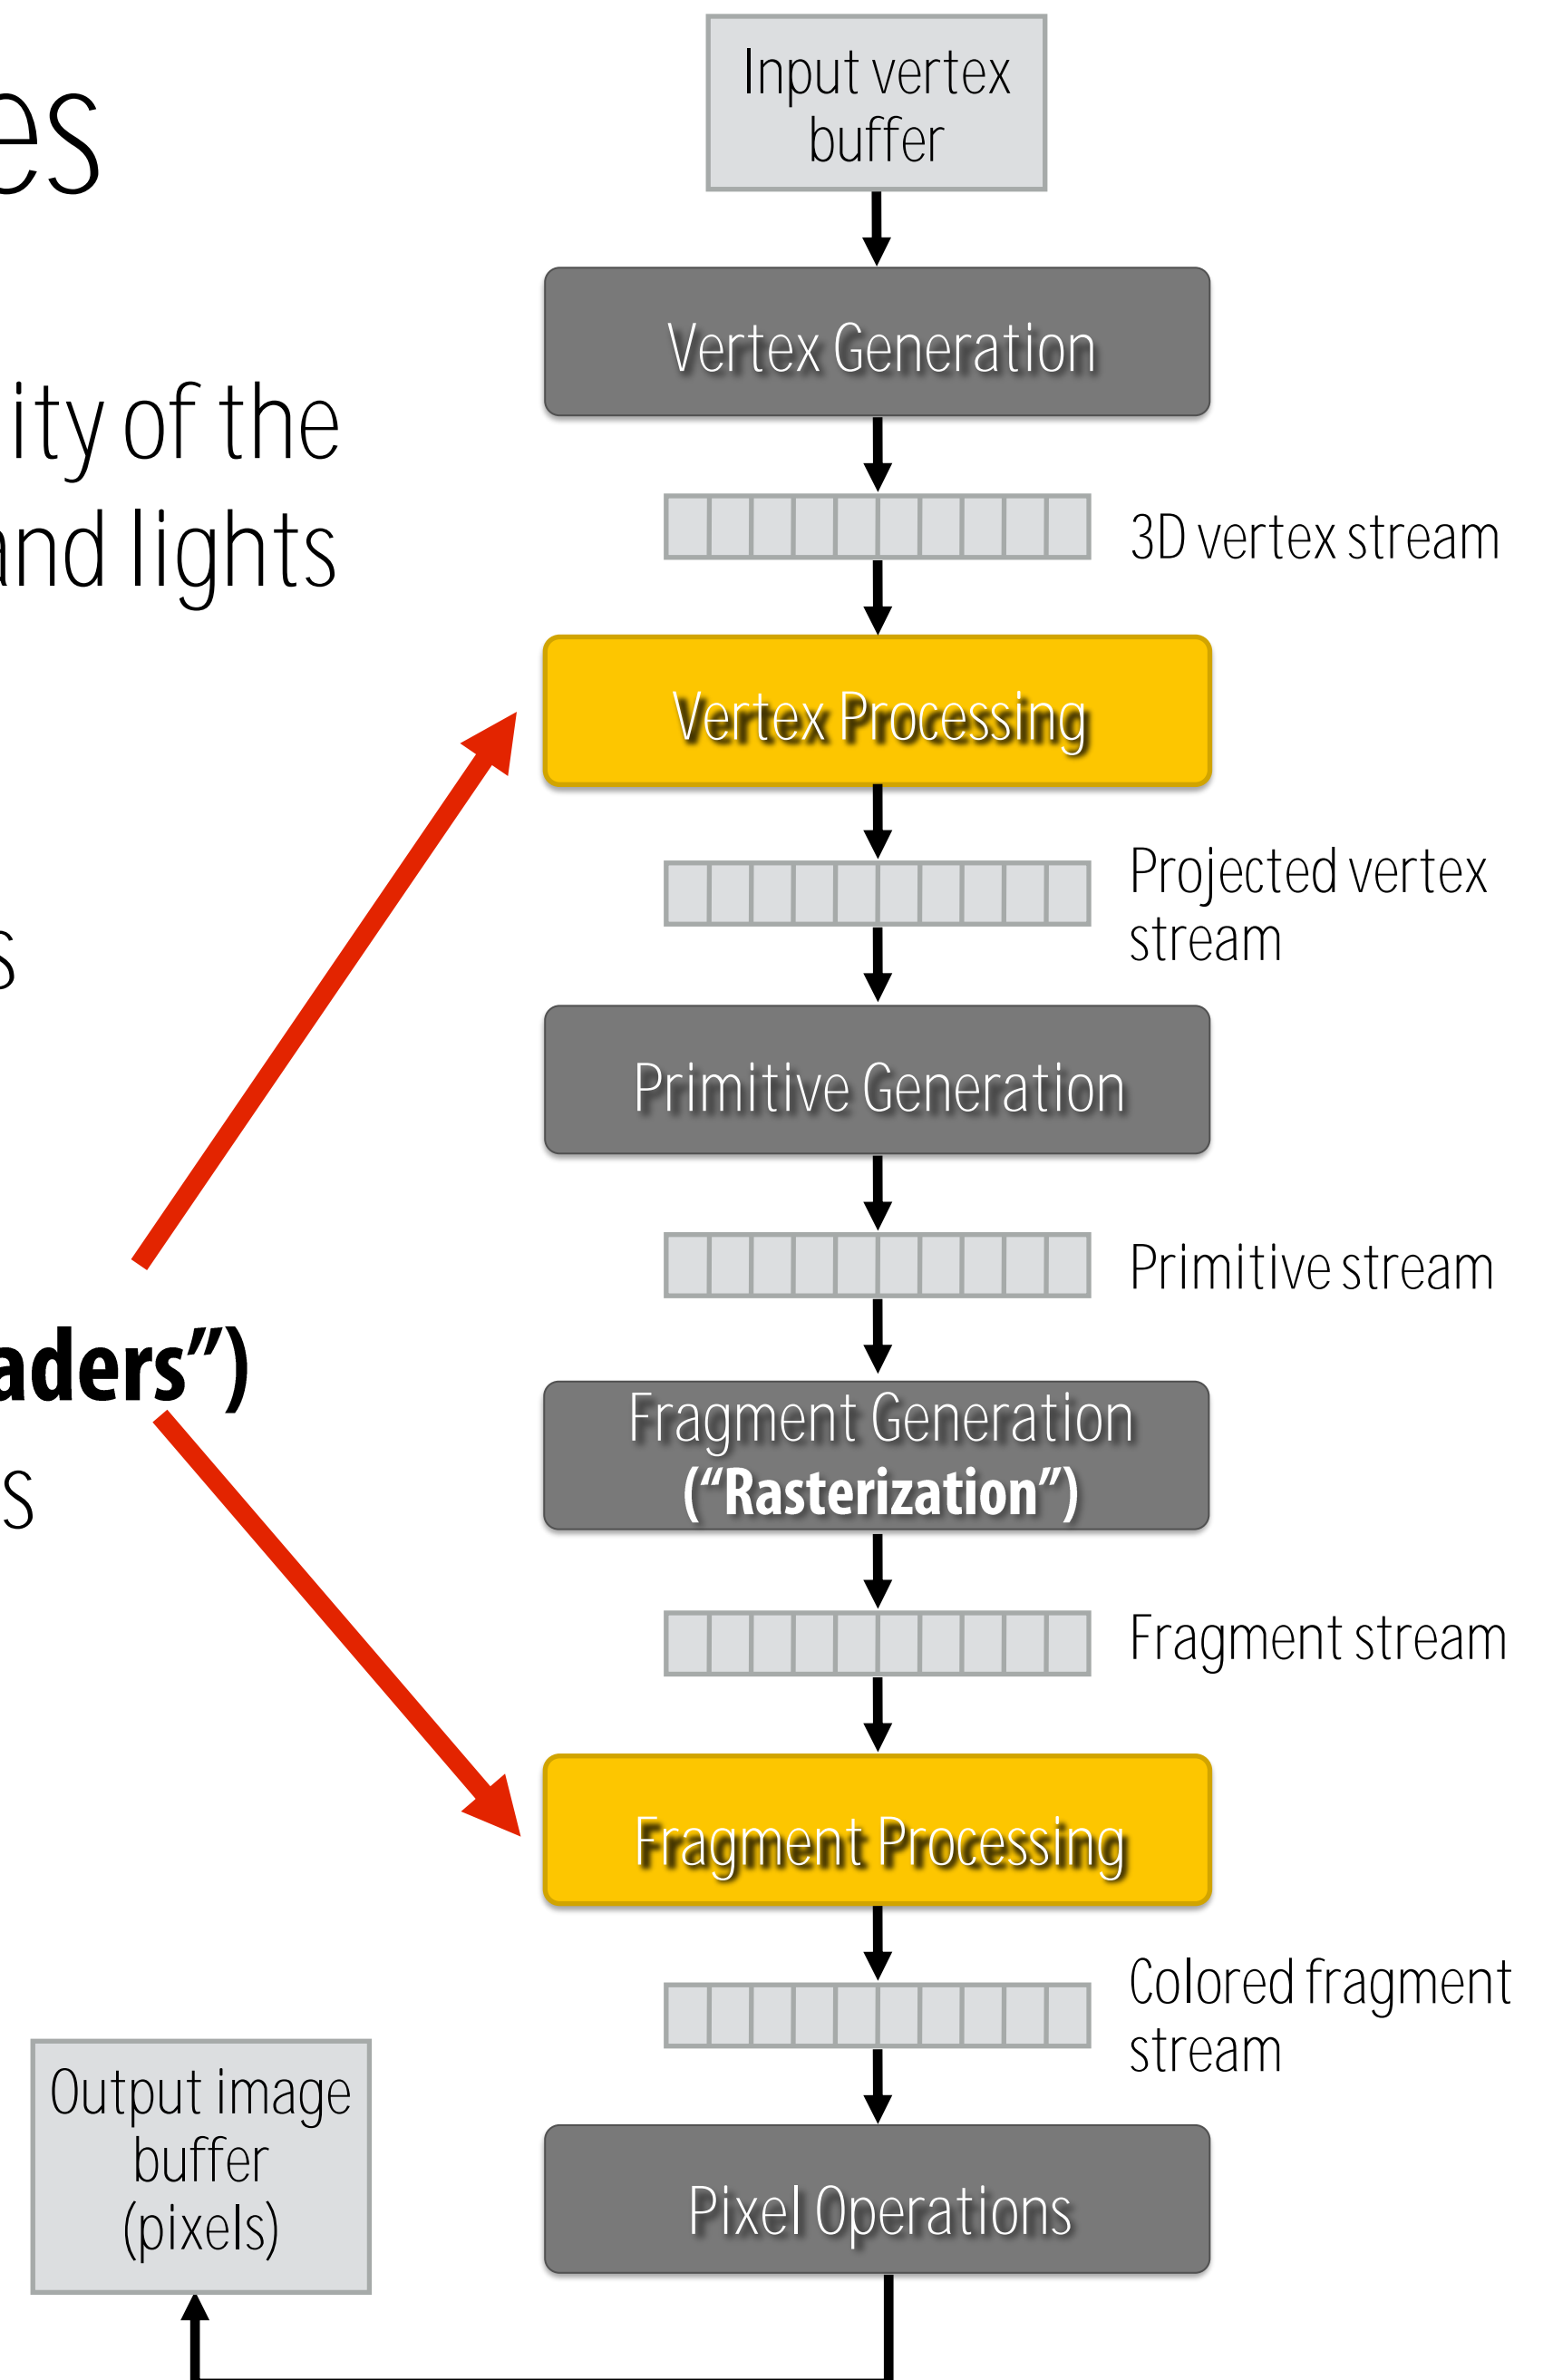 es
ity of the
and lights
s
aders”)
s
Input vertex
buffer
Vertex Generation
3D vertex stream
Vertex Processing
Projected vertex
stream
Primitive Generation
Primitive stream
Fragment Generation
(“Rasterization”)
Fragment stream
Fragment Processing
Colored fragment
stream
Pixel Operations
Output image
buffer
(pixels)